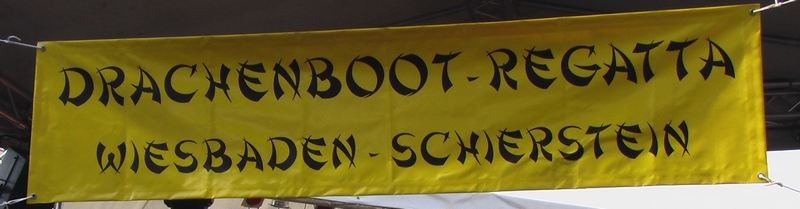 DRACHENBOOT-REGATTA
WIESBADEN-SCHIERSTEIN